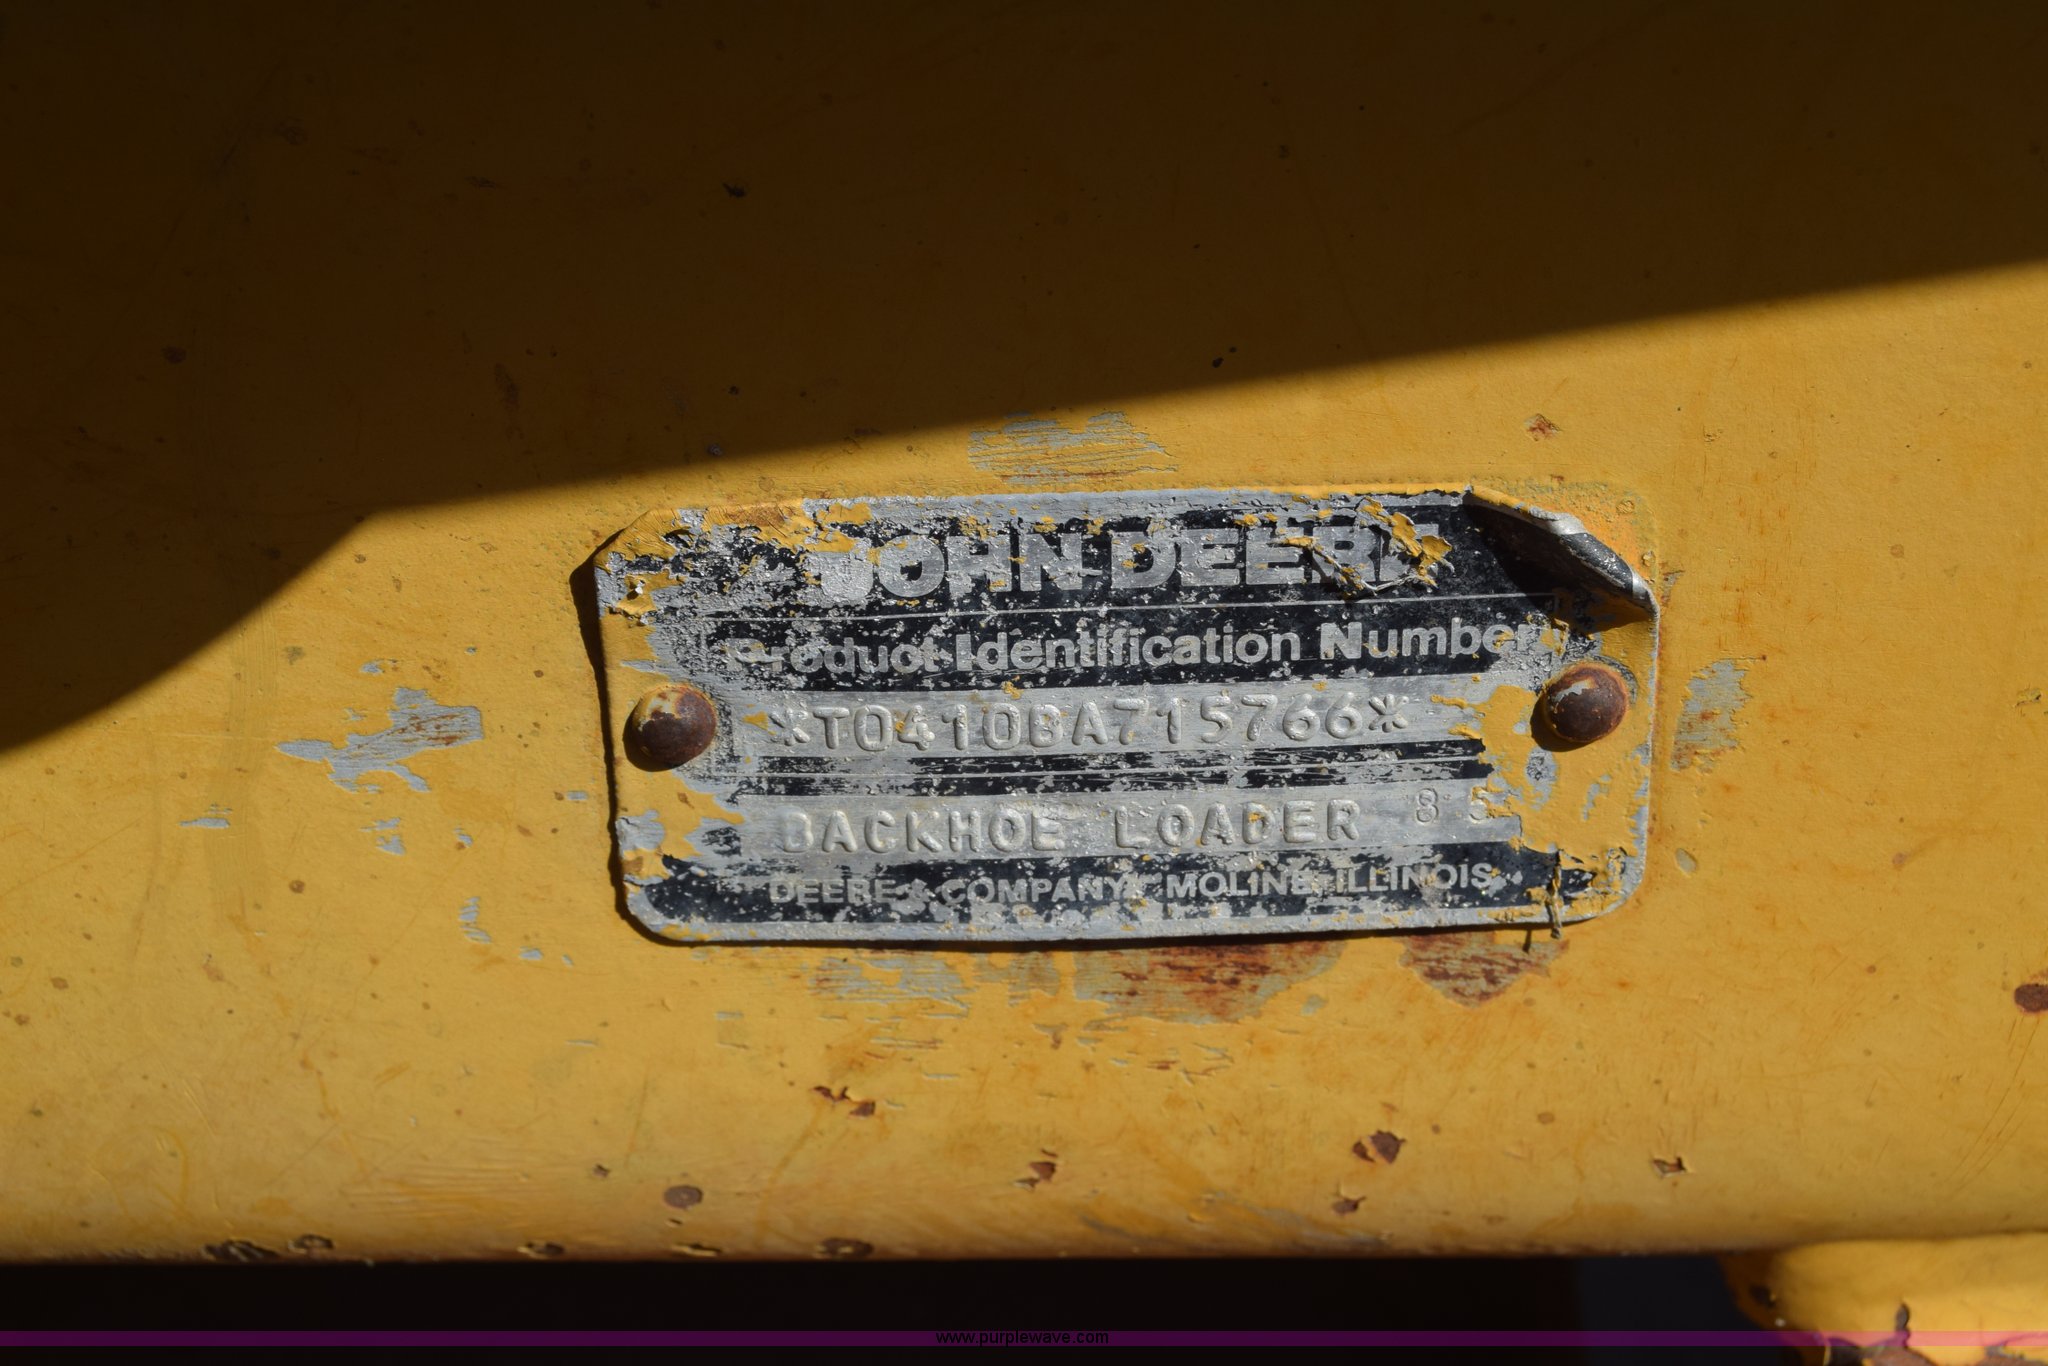 JOHN DEERE
Product Identification Number
*T0410BA715766*
BACKHOE LOADER 85
DEERE & COMPANY MOLINE, ILLINOIS
www.purplewave.com